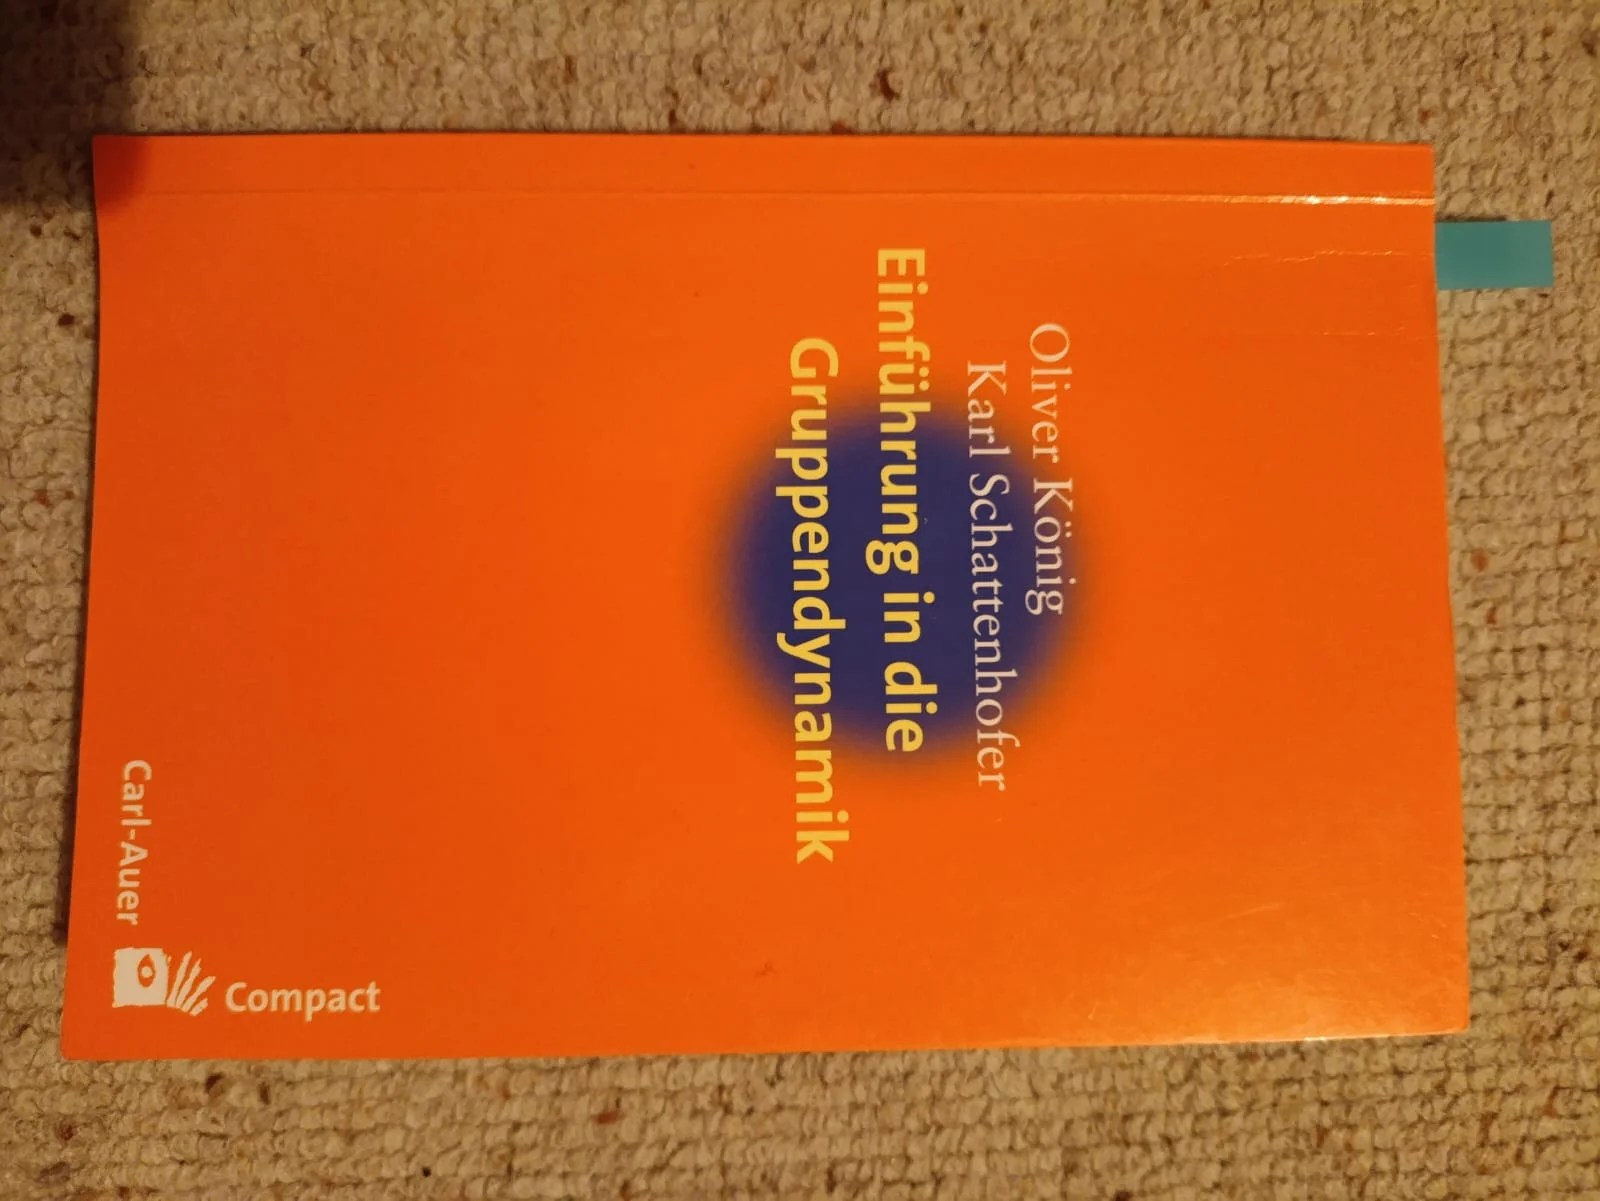 Oliver König
Karl Schattenhofer
Einführung in die
Gruppendynamik
Carl-Auer
Compact